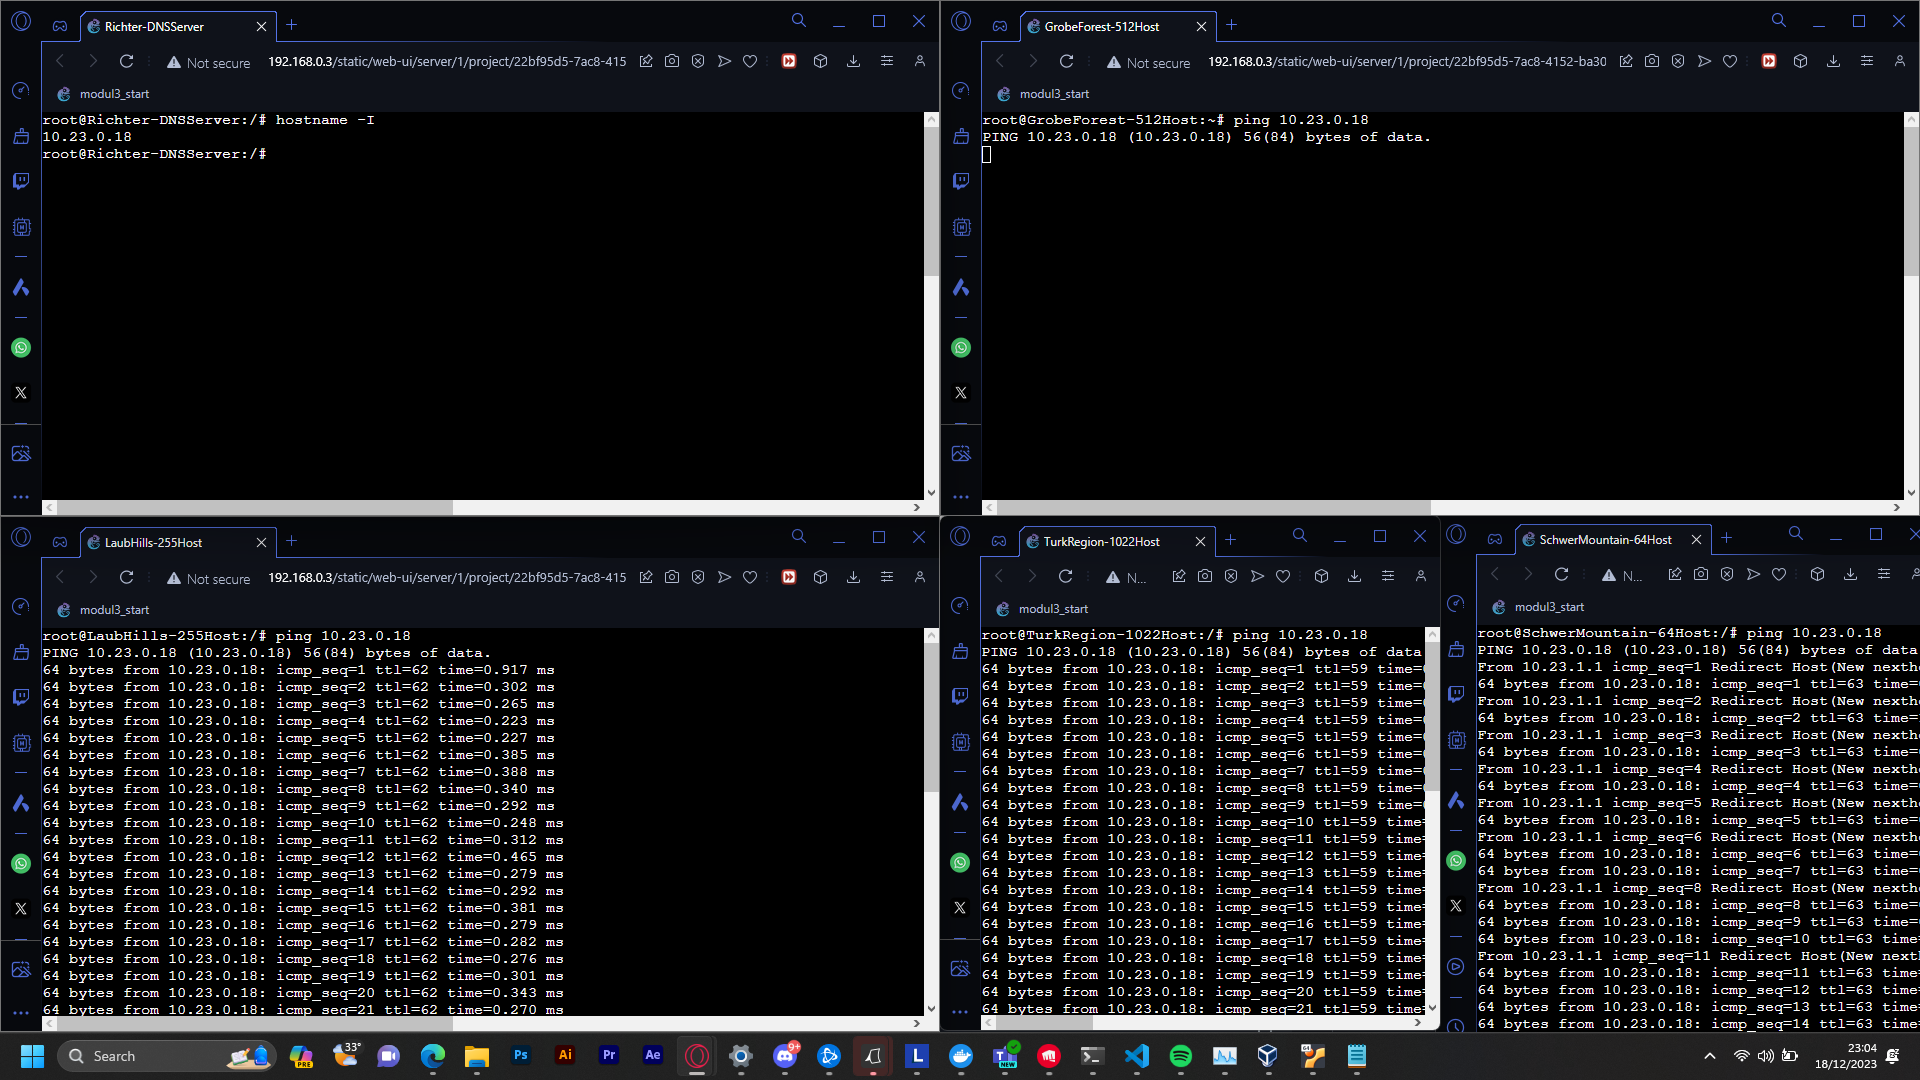 Richter-DNSServer
Not secure 192.168.0.3/static/web-ui/server/1/project/22bf95d5-7ac8-415
modul3_start
root@Richter-DNSServer:/# hostname -I
10.23.0.18
root@Richter-DNSServer:/#
GrobeForest-512Host
Not secure 192.168.0.3/static/web-ui/server/1/project/22bf95d5-7ac8-4152-ba30
modul3_start
root@GrobeForest-512Host:~# ping 10.23.0.18
PING 10.23.0.18 (10.23.0.18) 56(84) bytes of data.
LaubHills-255Host
Not secure 192.168.0.3/static/web-ui/server/1/project/22bf95d5-7ac8-415
modul3_start
root@LaubHills-255Host:/# ping 10.23.0.18
PING 10.23.0.18 (10.23.0.18) 56(84) bytes of data.
64 bytes from 10.23.0.18: icmp_seq=1 ttl=62 time=0.917 ms
64 bytes from 10.23.0.18: icmp_seq=2 ttl=62 time=0.302 ms
64 bytes from 10.23.0.18: icmp_seq=3 ttl=62 time=0.265 ms
64 bytes from 10.23.0.18: icmp_seq=4 ttl=62 time=0.223 ms
64 bytes from 10.23.0.18: icmp_seq=5 ttl=62 time=0.227 ms
64 bytes from 10.23.0.18: icmp_seq=6 ttl=62 time=0.385 ms
64 bytes from 10.23.0.18: icmp_seq=7 ttl=62 time=0.388 ms
64 bytes from 10.23.0.18: icmp_seq=8 ttl=62 time=0.340 ms
64 bytes from 10.23.0.18: icmp_seq=9 ttl=62 time=0.292 ms
64 bytes from 10.23.0.18: icmp_seq=10 ttl=62 time=0.248 ms
64 bytes from 10.23.0.18: icmp_seq=11 ttl=62 time=0.312 ms
64 bytes from 10.23.0.18: icmp_seq=12 ttl=62 time=0.465 ms
64 bytes from 10.23.0.18: icmp_seq=13 ttl=62 time=0.279 ms
64 bytes from 10.23.0.18: icmp_seq=14 ttl=62 time=0.292 ms
64 bytes from 10.23.0.18: icmp_seq=15 ttl=62 time=0.381 ms
64 bytes from 10.23.0.18: icmp_seq=16 ttl=62 time=0.279 ms
64 bytes from 10.23.0.18: icmp_seq=17 ttl=62 time=0.282 ms
64 bytes from 10.23.0.18: icmp_seq=18 ttl=62 time=0.276 ms
64 bytes from 10.23.0.18: icmp_seq=19 ttl=62 time=0.301 ms
64 bytes from 10.23.0.18: icmp_seq=20 ttl=62 time=0.343 ms
64 bytes from 10.23.0.18: icmp_seq=21 ttl=62 time=0.270 ms
TurkRegion-1022Host
N...
modul3_start
root@TurkRegion-1022Host:/# ping 10.23.0.18
PING 10.23.0.18 (10.23.0.18) 56(84) bytes of data
64 bytes from 10.23.0.18: icmp_seq=1 ttl=59 time=
64 bytes from 10.23.0.18: icmp_seq=2 ttl=59 time=
64 bytes from 10.23.0.18: icmp_seq=3 ttl=59 time=
64 bytes from 10.23.0.18: icmp_seq=4 ttl=59 time=
64 bytes from 10.23.0.18: icmp_seq=5 ttl=59 time=
64 bytes from 10.23.0.18: icmp_seq=6 ttl=59 time=
64 bytes from 10.23.0.18: icmp_seq=7 ttl=59 time=
64 bytes from 10.23.0.18: icmp_seq=8 ttl=59 time=
64 bytes from 10.23.0.18: icmp_seq=9 ttl=59 time=
64 bytes from 10.23.0.18: icmp_seq=10 ttl=59 time=
64 bytes from 10.23.0.18: icmp_seq=11 ttl=59 time=
64 bytes from 10.23.0.18: icmp_seq=12 ttl=59 time=
64 bytes from 10.23.0.18: icmp_seq=13 ttl=59 time=
64 bytes from 10.23.0.18: icmp_seq=14 ttl=59 time=
64 bytes from 10.23.0.18: icmp_seq=15 ttl=59 time=
64 bytes from 10.23.0.18: icmp_seq=16 ttl=59 time=
64 bytes from 10.23.0.18: icmp_seq=17 ttl=59 time=
64 bytes from 10.23.0.18: icmp_seq=18 ttl=59 time=
64 bytes from 10.23.0.18: icmp_seq=19 ttl=59 time=
64 bytes from 10.23.0.18: icmp_seq=20 ttl=59 time=
64 bytes from 10.23.0.18: icmp_seq=21 ttl=59 time=
SchwerMountain-64Host
N...
modul3_start
root@SchwerMountain-64Host:/# ping 10.23.0.18
PING 10.23.0.18 (10.23.0.18) 56(84) bytes of data
From 10.23.1.1 icmp_seq=1 Redirect Host(New nexth
64 bytes from 10.23.0.18: icmp_seq=1 ttl=63 time=
From 10.23.1.1 icmp_seq=2 Redirect Host(New nexth
64 bytes from 10.23.0.18: icmp_seq=2 ttl=63 time=
From 10.23.1.1 icmp_seq=3 Redirect Host(New nexth
64 bytes from 10.23.0.18: icmp_seq=3 ttl=63 time=
From 10.23.1.1 icmp_seq=4 Redirect Host(New nexth
64 bytes from 10.23.0.18: icmp_seq=4 ttl=63 time=
From 10.23.1.1 icmp_seq=5 Redirect Host(New nexth
64 bytes from 10.23.0.18: icmp_seq=5 ttl=63 time=
From 10.23.1.1 icmp_seq=6 Redirect Host(New nexth
64 bytes from 10.23.0.18: icmp_seq=6 ttl=63 time=
64 bytes from 10.23.0.18: icmp_seq=7 ttl=63 time=
From 10.23.1.1 icmp_seq=8 Redirect Host(New nexth
64 bytes from 10.23.0.18: icmp_seq=8 ttl=63 time=
64 bytes from 10.23.0.18: icmp_seq=9 ttl=63 time=
64 bytes from 10.23.0.18: icmp_seq=10 ttl=63 time
From 10.23.1.1 icmp_seq=11 Redirect Host(New next
64 bytes from 10.23.0.18: icmp_seq=11 ttl=63 time
64 bytes from 10.23.0.18: icmp_seq=12 ttl=63 time
64 bytes from 10.23.0.18: icmp_seq=13 ttl=63 time
64 bytes from 10.23.0.18: icmp_seq=14 ttl=63 time
Search
PRE
33°
Ps
Ai
Pr
Ae
9+
L
NEW
64
23:04
18/12/2023